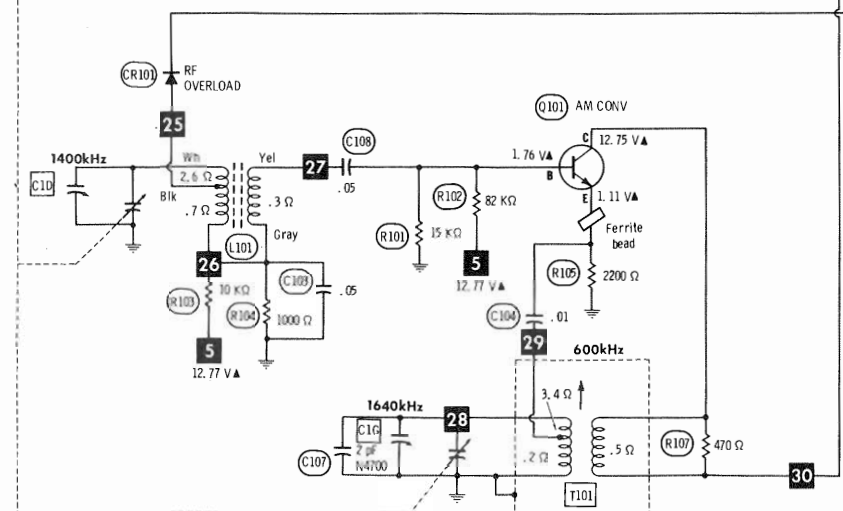 CR101
RF
OVERLOAD
25
Q101 AM CONV
C
12.75 V▲
1400kHz
Wh
Yel
27
C108
.05
1.76 V▲
B
C1D
2.6 Ω
Blk
.7 Ω
.3 Ω
Gray
L101
R102
82 KΩ
E
1.11 V▲
R101
15 KΩ
Ferrite
bead
26
5
12.77 V▲
R105
2200 Ω
R103
10 KΩ
R104
1000 Ω
C103
.05
C104
.01
29
5
12.77 V▲
600kHz
3.4 Ω
1640kHz
28
C1G
2 pF
N4700
C107
.2 Ω
.5 Ω
R107
470 Ω
30
T101